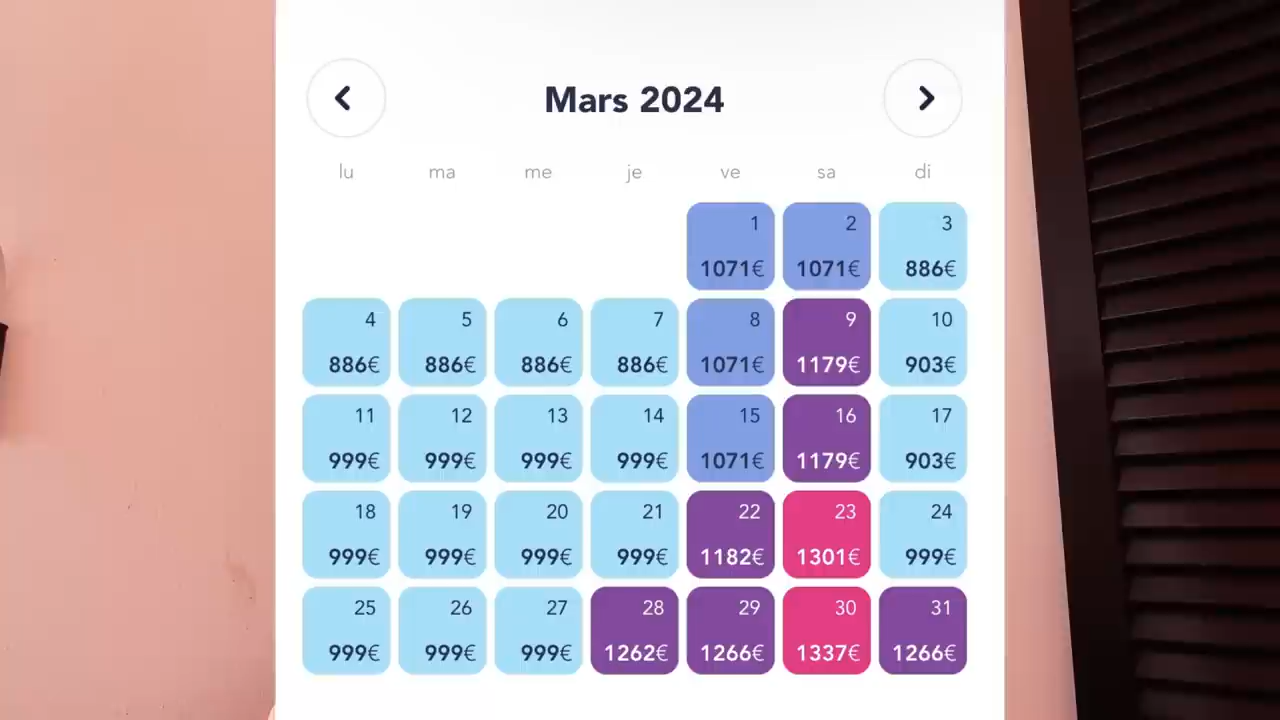 Mars 2024
lu ma me je ve sa di
1 2 3
1071€ 1071€ 886€
4 5 6 7 8 9 10
886€ 886€ 886€ 886€ 1071€ 1179€ 903€
11 12 13 14 15 16 17
999€ 999€ 999€ 999€ 1071€ 1179€ 903€
18 19 20 21 22 23 24
999€ 999€ 999€ 999€ 1182€ 1301€ 999€
25 26 27 28 29 30 31
999€ 999€ 999€ 1262€ 1266€ 1337€ 1266€